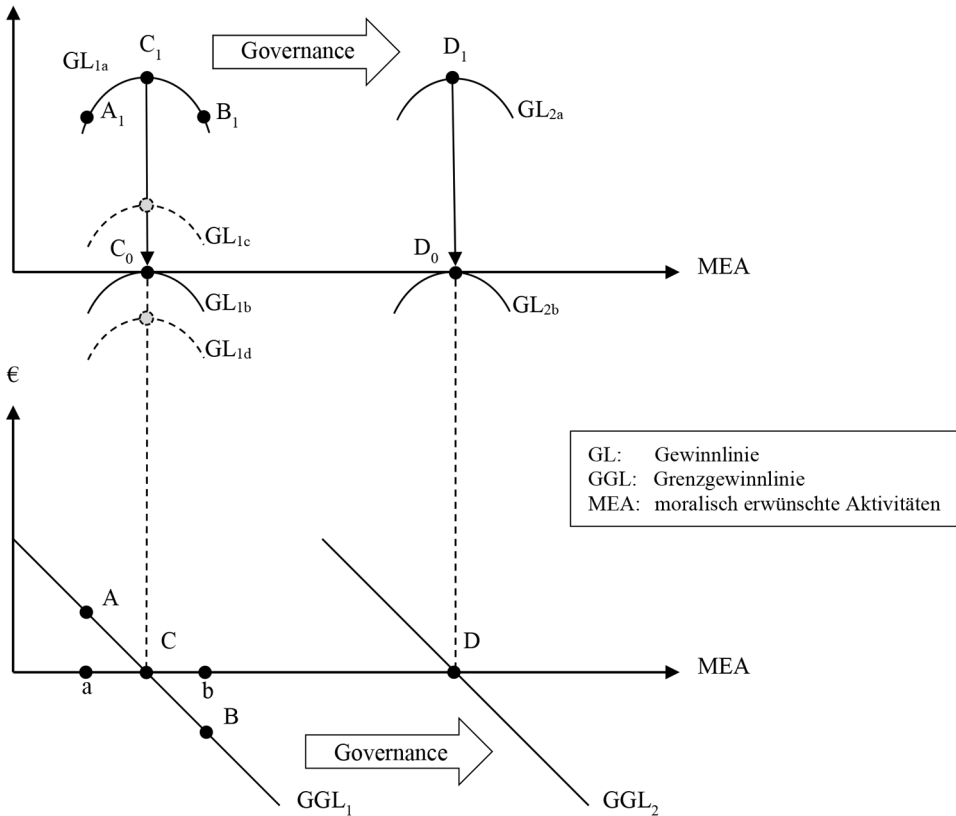 C1
D1
Governance
GL1a
A1
B1
GL2a
GL1c
C0
D0
MEA
GL1b
GL2b
GL1d
€
GL: Gewinnlinie
GGL: Grenzgewinnlinie
MEA: moralisch erwünschte Aktivitäten
A
C
D
MEA
a
b
B
Governance
GGL1
GGL2